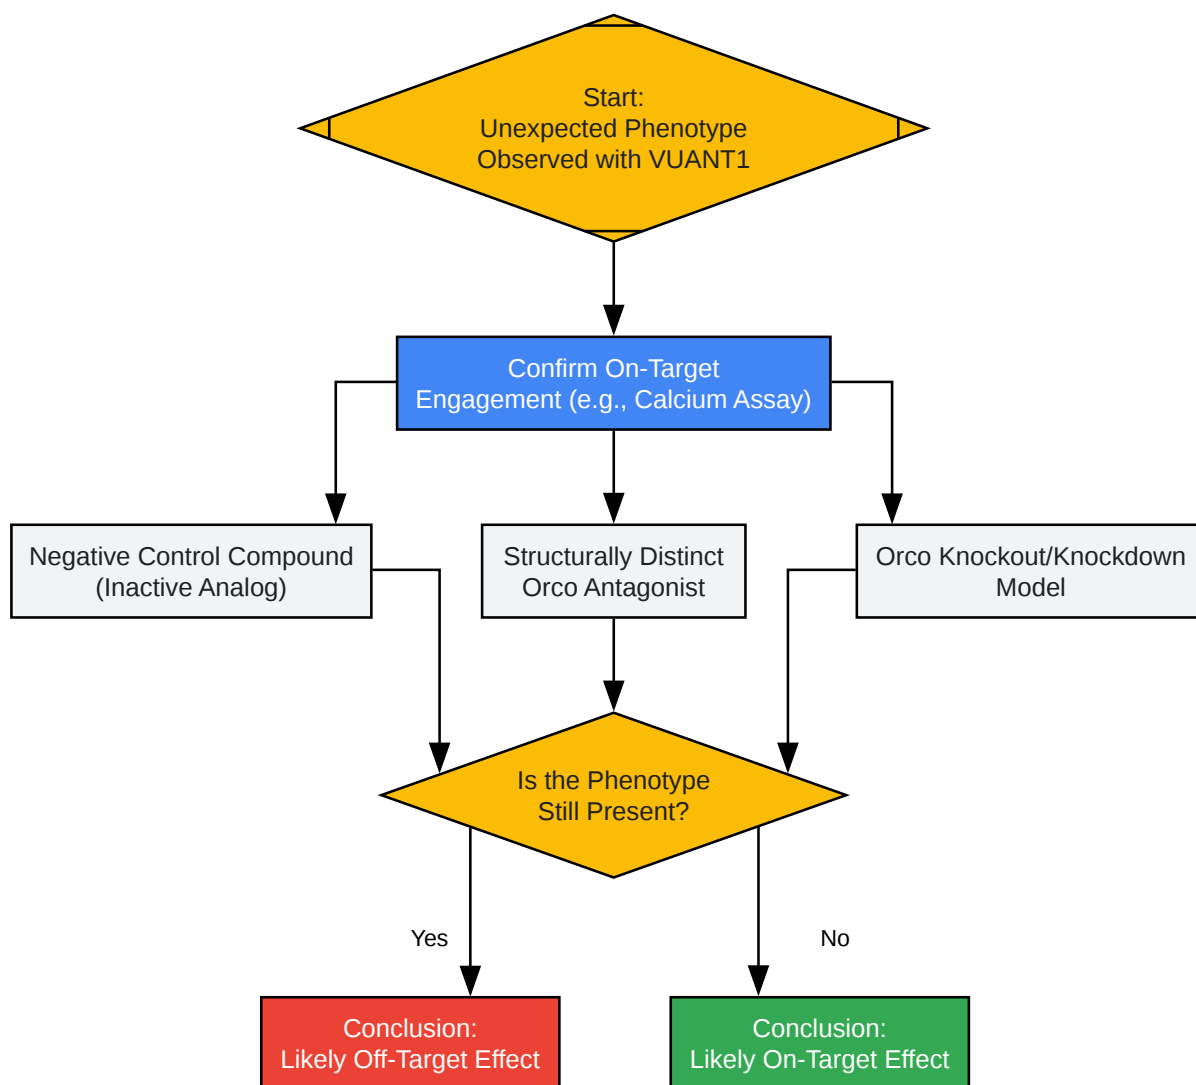 Start:
Unexpected Phenotype
Observed with VUANT1
Confirm On-Target
Engagement (e.g., Calcium Assay)
Negative Control Compound
(Inactive Analog)
Structurally Distinct
Orco Antagonist
Orco Knockout/Knockdown
Model
Is the Phenotype
Still Present?
Yes
No
Conclusion:
Likely Off-Target Effect
Conclusion:
Likely On-Target Effect